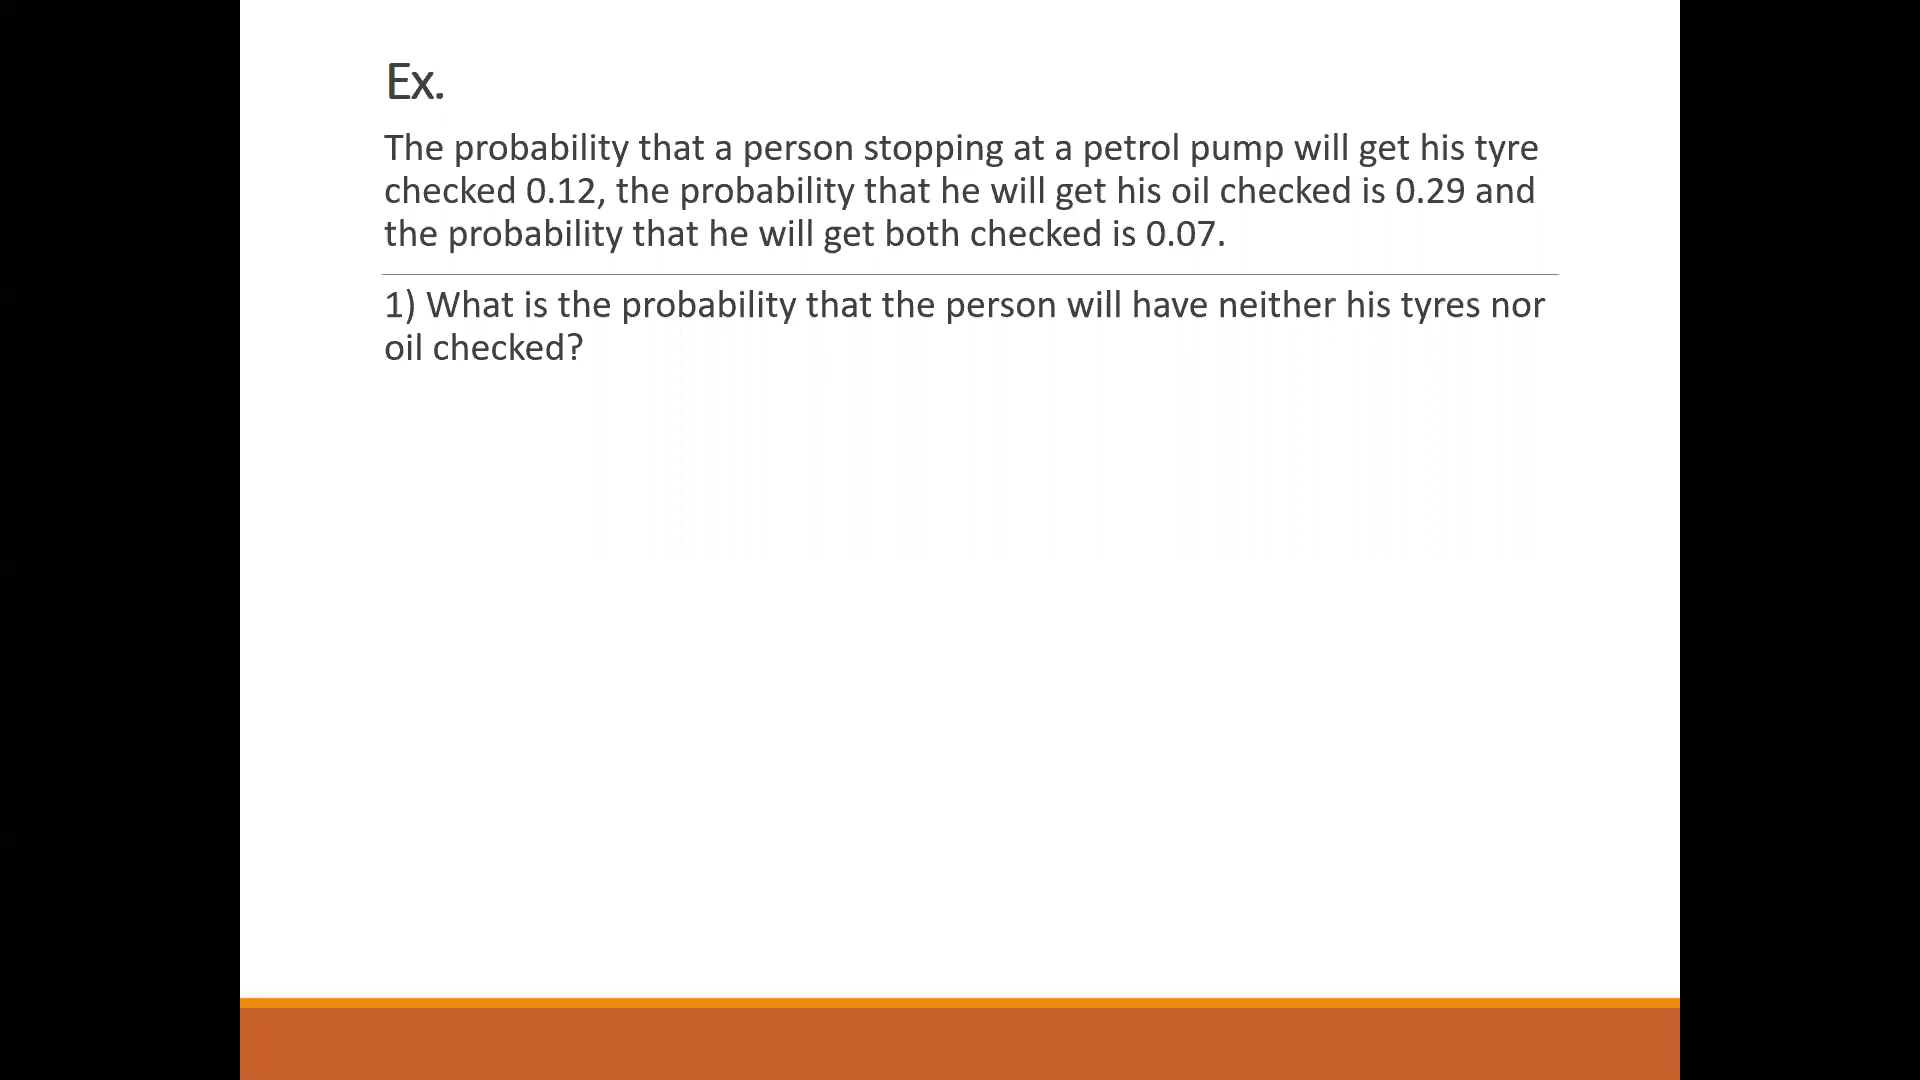 Ex.
The probability that a person stopping at a petrol pump will get his tyre
checked 0.12, the probability that he will get his oil checked is 0.29 and
the probability that he will get both checked is 0.07.
1) What is the probability that the person will have neither his tyres nor
oil checked?